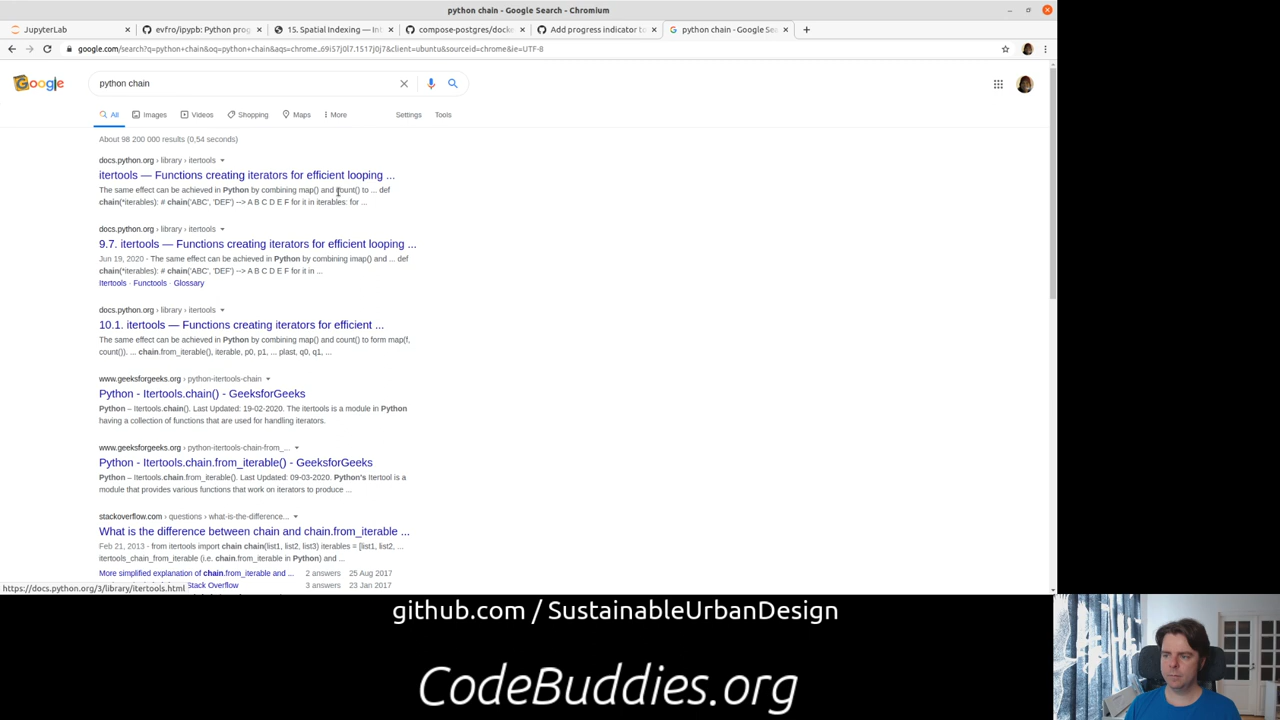 python chain - Google Search - Chromium
JupyterLab
evfro/ipypb: Python prog
15. Spatial Indexing — Int
compose-postgres/docke
Add progress indicator to
python chain - Google Sea
google.com/search?q=python+chain&oq=python+chain&aqs=chrome..69i57j0l7.1517j0j7&client=ubuntu&sourceid=chrome&ie=UTF-8
Google
python chain
All
Images
Videos
Shopping
Maps
More
Settings
Tools
About 98 200 000 results (0,54 seconds)
docs.python.org › library › itertools
itertools — Functions creating iterators for efficient looping ...
The same effect can be achieved in Python by combining map() and count() to ... def
chain(*iterables): # chain('ABC', 'DEF') --> A B C D E F for it in iterables: for ...
docs.python.org › library › itertools
9.7. itertools — Functions creating iterators for efficient looping ...
Jun 19, 2020 - The same effect can be achieved in Python by combining imap() and ... def
chain(*iterables): # chain('ABC', 'DEF') --> A B C D E F for it in ...
Itertools · Functools · Glossary
docs.python.org › library › itertools
10.1. itertools — Functions creating iterators for efficient ...
The same effect can be achieved in Python by combining map() and count() to form map(f,
count()). ... chain.from_iterable(), iterable, p0, p1, ... plast, q0, q1, ...
www.geeksforgeeks.org › python-itertools-chain
Python - Itertools.chain() - GeeksforGeeks
Python – Itertools.chain(). Last Updated: 19-02-2020. The itertools is a module in Python
having a collection of functions that are used for handling iterators.
www.geeksforgeeks.org › python-itertools-chain-from_...
Python - Itertools.chain.from_iterable() - GeeksforGeeks
Python – Itertools.chain.from_iterable(). Last Updated: 09-03-2020. Python's Itertool is a
module that provides various functions that work on iterators to produce ...
stackoverflow.com › questions › what-is-the-difference...
What is the difference between chain and chain.from_iterable ...
Feb 21, 2013 - from itertools import chain chain(list1, list2, list3) iterables = [list1, list2, ...
itertools_chain_from_iterable (i.e. chain.from_iterable in Python) and ...
More simplified explanation of chain.from_iterable and ...
2 answers
25 Aug 2017
Stack Overflow
3 answers
23 Jan 2017
https://docs.python.org/3/library/itertools.html
github.com / SustainableUrbanDesign
CodeBuddies.org